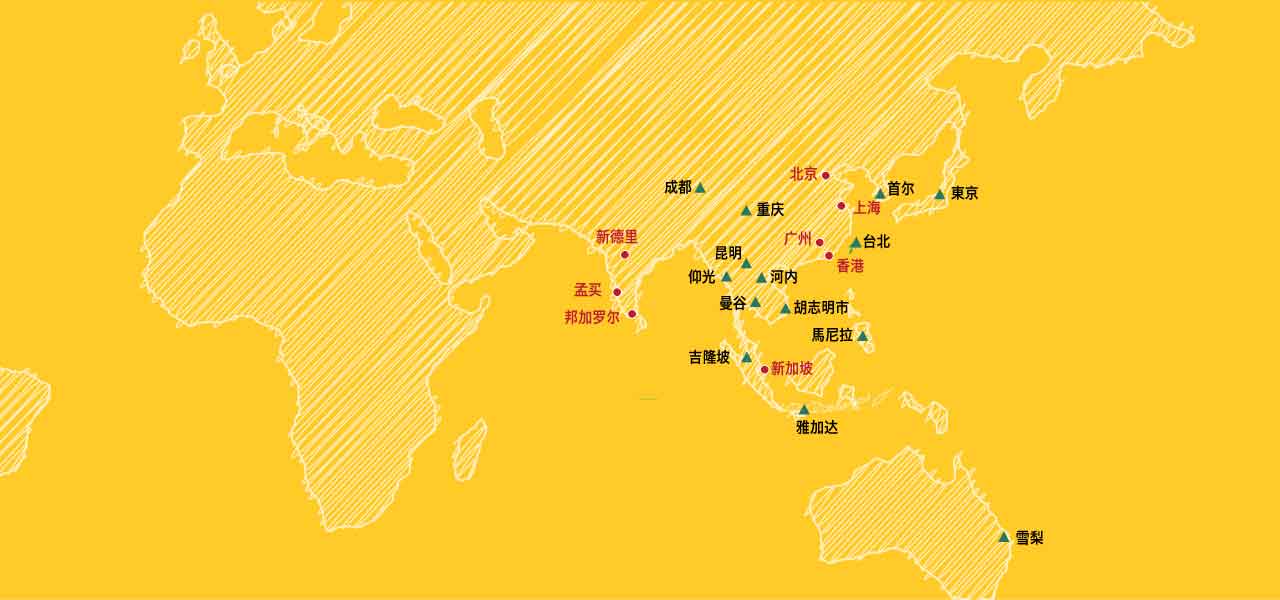 北京
成都
首尔
東京
重庆
上海
新德里
广州
台北
昆明
香港
仰光
河内
孟买
曼谷
胡志明市
邦加罗尔
馬尼拉
吉隆坡
新加坡
雅加达
雪梨